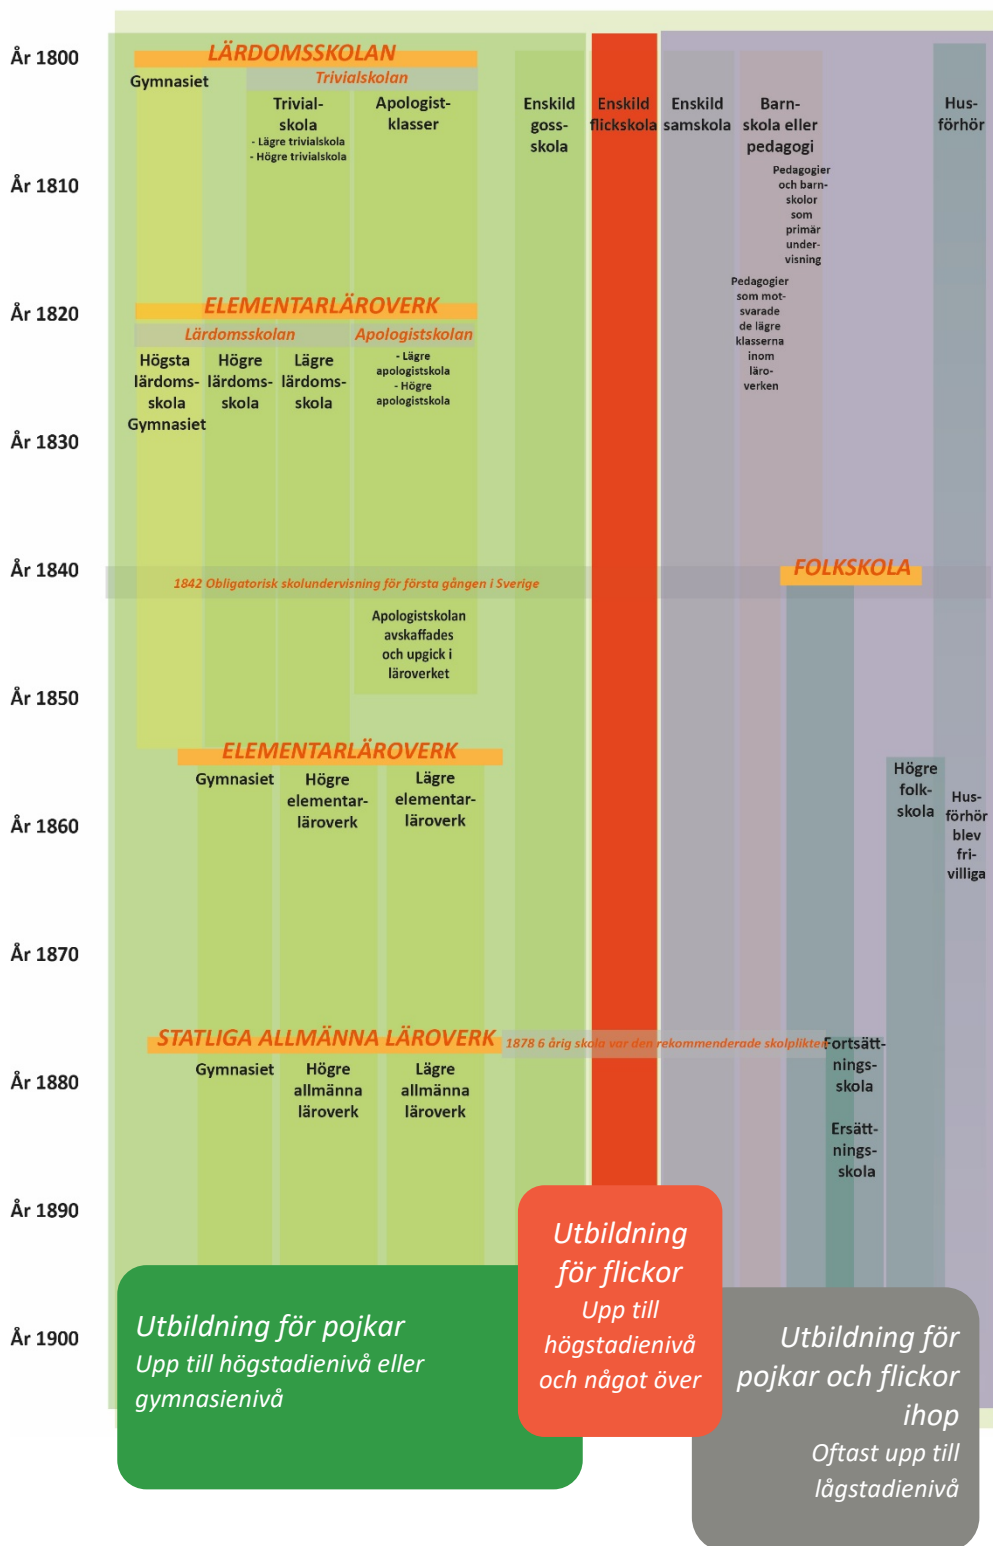 År 1800
LÄRDOMSSKOLAN
Gymnasiet
Trivialskolan
Trivial-
skola
- Lägre trivialskola
- Högre trivialskola
Apologist-
klasser
Enskild
goss-
skola
Enskild
flickskola
Enskild
samskola
Barn-
skola eller
pedagogi
Pedagogier
och barn-
skolor
som
primär
under-
visning
Hus-
förhör
År 1810
Pedagogier
som mot-
svarade
de lägre
klasserna
inom
läro-
verken
År 1820
ELEMENTARLÄROVERK
Lärdomsskolan
Apologistskolan
Högsta
lärdoms-
skola
Gymnasiet
Högre
lärdoms-
skola
Lägre
lärdoms-
skola
- Lägre
apologistskola
- Högre
apologistskola
År 1830
År 1840
FOLKSKOLA
1842 Obligatorisk skolundervisning för första gången i Sverige
Apologistskolan
avskaffades
och upgick i
läroverket
År 1850
ELEMENTARLÄROVERK
Gymnasiet
Högre
elementar-
läroverk
Lägre
elementar-
läroverk
Högre
folk-
skola
Hus-
förhör
blev
fri-
villiga
År 1860
År 1870
STATLIGA ALLMÄNNA LÄROVERK
1878 6 årig skola var den rekommenderade skolplikten
Gymnasiet
Högre
allmänna
läroverk
Lägre
allmänna
läroverk
Fortsätt-
nings-
skola
Ersätt-
nings-
skola
År 1880
År 1890
År 1900
Utbildning för pojkar
Upp till högstadienivå eller
gymnasienivå
Utbildning
för flickor
Upp till
högstadienivå
och något över
Utbildning för
pojkar och flickor
ihop
Oftast upp till
lågstadienivå